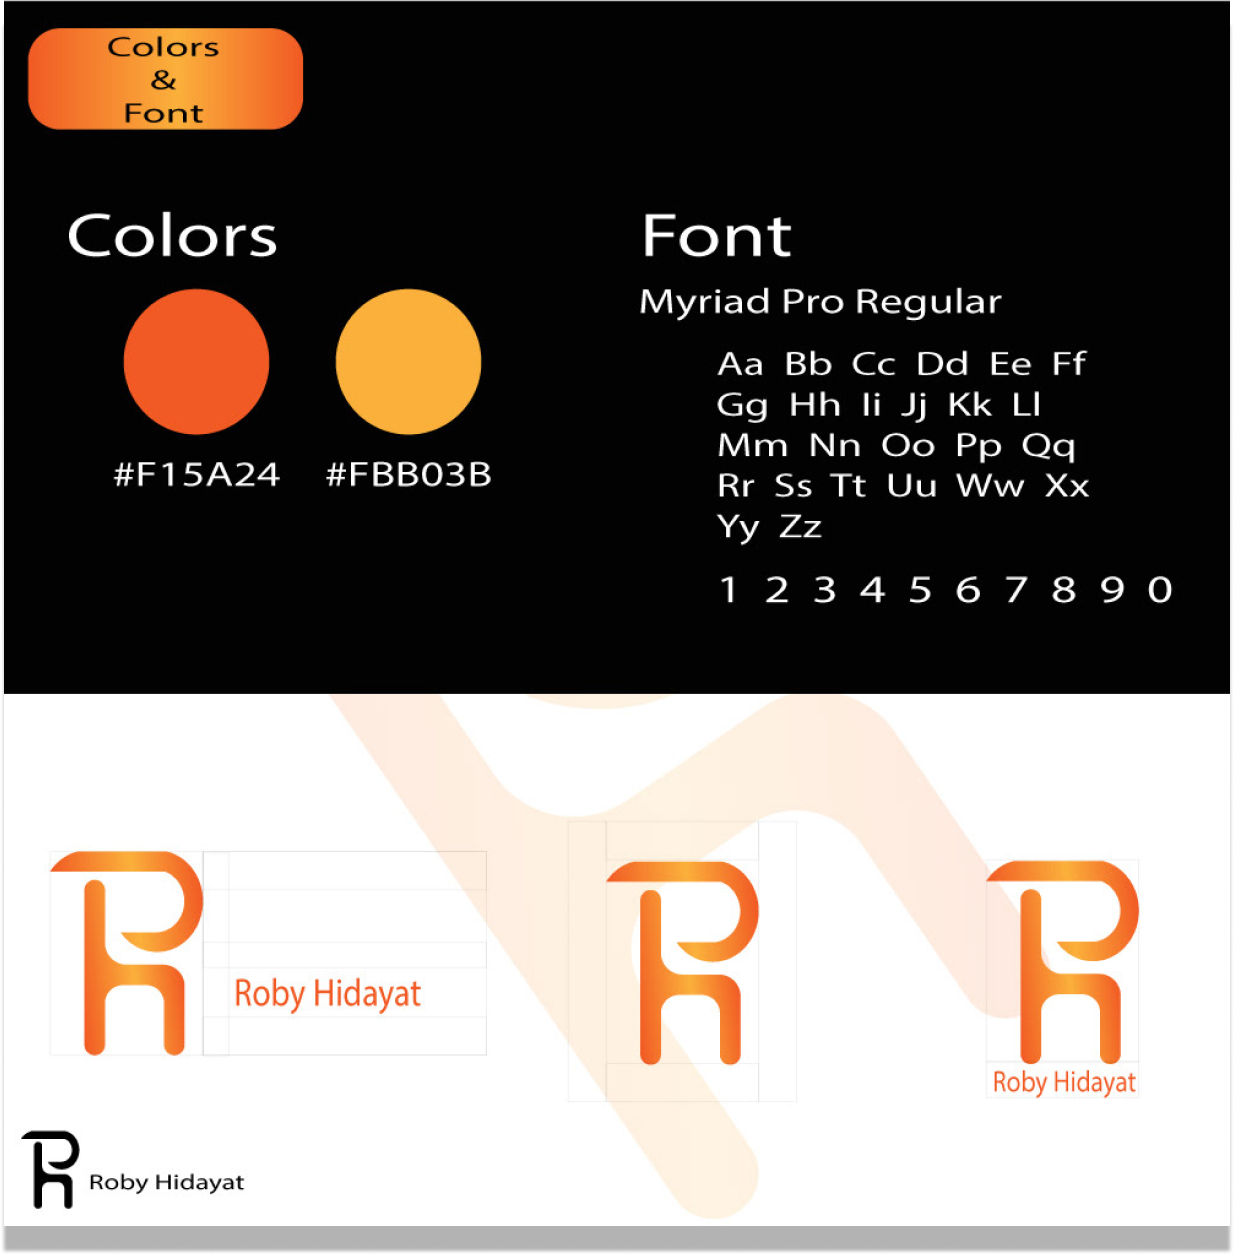 Colors
&
Font
Colors
#F15A24 #FBB03B
Font
Myriad Pro Regular
Aa Bb Cc Dd Ee Ff
Gg Hh Ii Jj Kk Ll
Mm Nn Oo Pp Qq
Rr Ss Tt Uu Ww Xx
Yy Zz
1 2 3 4 5 6 7 8 9 0
Roby Hidayat
Roby Hidayat
Roby Hidayat